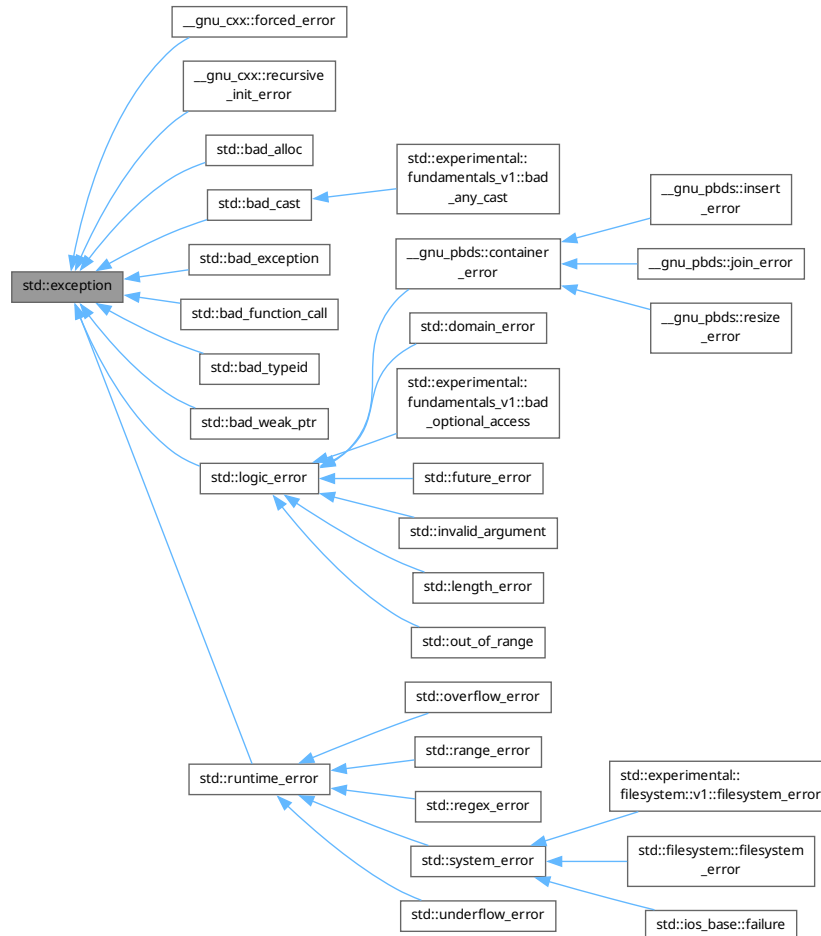 __gnu_cxx::forced_error
__gnu_cxx::recursive
_init_error
std::bad_alloc
std::bad_cast
std::experimental::
fundamentals_v1::bad
_any_cast
std::bad_exception
std::exception
std::bad_function_call
std::bad_typeid
std::bad_weak_ptr
std::logic_error
__gnu_pbds::container
_error
__gnu_pbds::insert
_error
__gnu_pbds::join_error
__gnu_pbds::resize
_error
std::domain_error
std::experimental::
fundamentals_v1::bad
_optional_access
std::future_error
std::invalid_argument
std::length_error
std::out_of_range
std::runtime_error
std::overflow_error
std::range_error
std::regex_error
std::system_error
std::experimental::
filesystem::v1::filesystem_error
std::filesystem::filesystem
_error
std::ios_base::failure
std::underflow_error